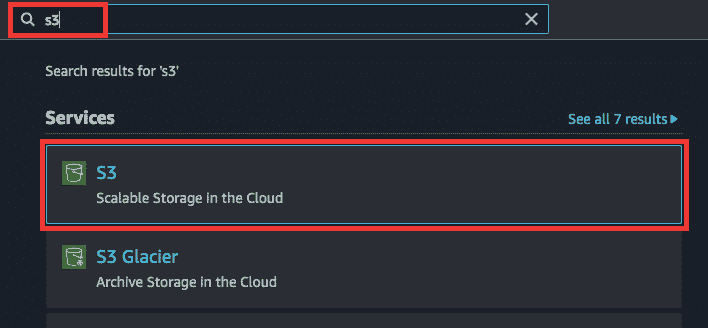 s3
Search results for 's3'
Services
See all 7 results
S3
Scalable Storage in the Cloud
S3 Glacier
Archive Storage in the Cloud